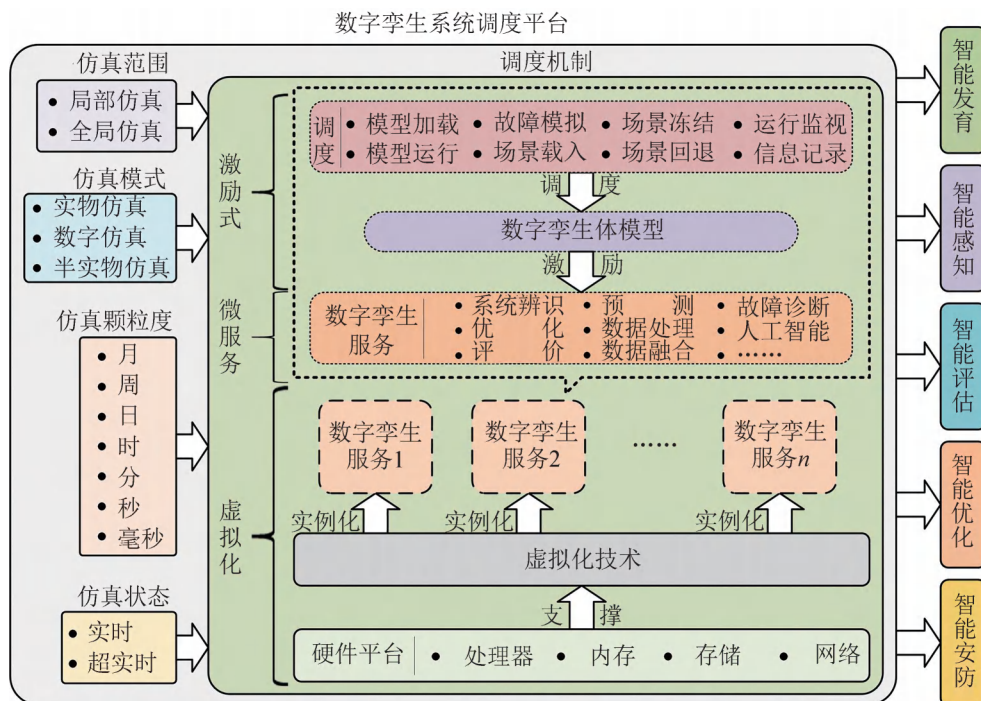 数字孪生系统调度平台
仿真范围
• 局部仿真
• 全局仿真
仿真模式
• 实物仿真
• 数字仿真
• 半实物仿真
仿真颗粒度
• 月
• 周
• 日
• 时
• 分
• 秒
• 毫秒
仿真状态
• 实时
• 超实时
调度机制
激励式
微服务
虚拟化
调度
• 模型加载 • 故障模拟 • 场景冻结 • 运行监视
• 模型运行 • 场景载入 • 场景回退 • 信息记录
调 度
数字孪生体模型
激 励
数字孪生
服务
• 系统辨识 • 预 测 • 故障诊断
• 优 化 • 数据处理 • 人工智能
• 评 价 • 数据融合 • ……
数字孪生
服务1
数字孪生
服务2
……
数字孪生
服务n
实例化 实例化 实例化
虚拟化技术
支 撑
硬件平台 • 处理器 • 内存 • 存储 • 网络
智能发育
智能感知
智能评估
智能优化
智能安防